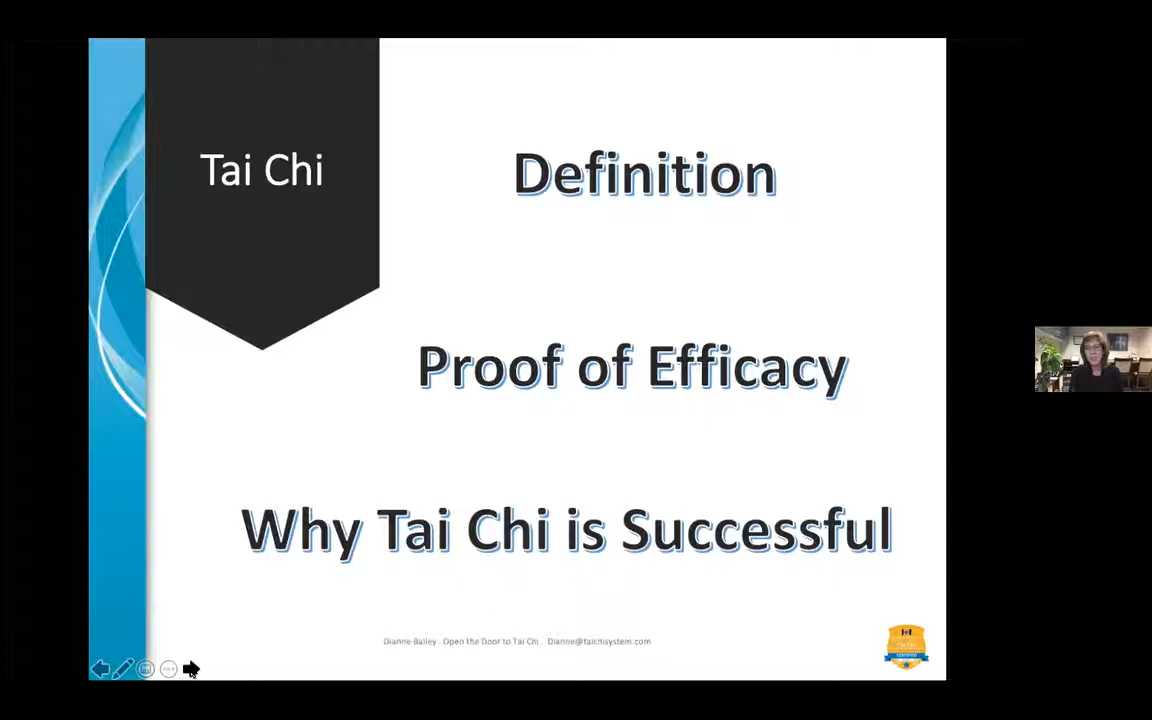 Tai Chi
Definition
Proof of Efficacy
Why Tai Chi is Successful
Dianne Bailey . Open the Door to Tai Chi . Dianne@taichisystem.com
CERTIFIED